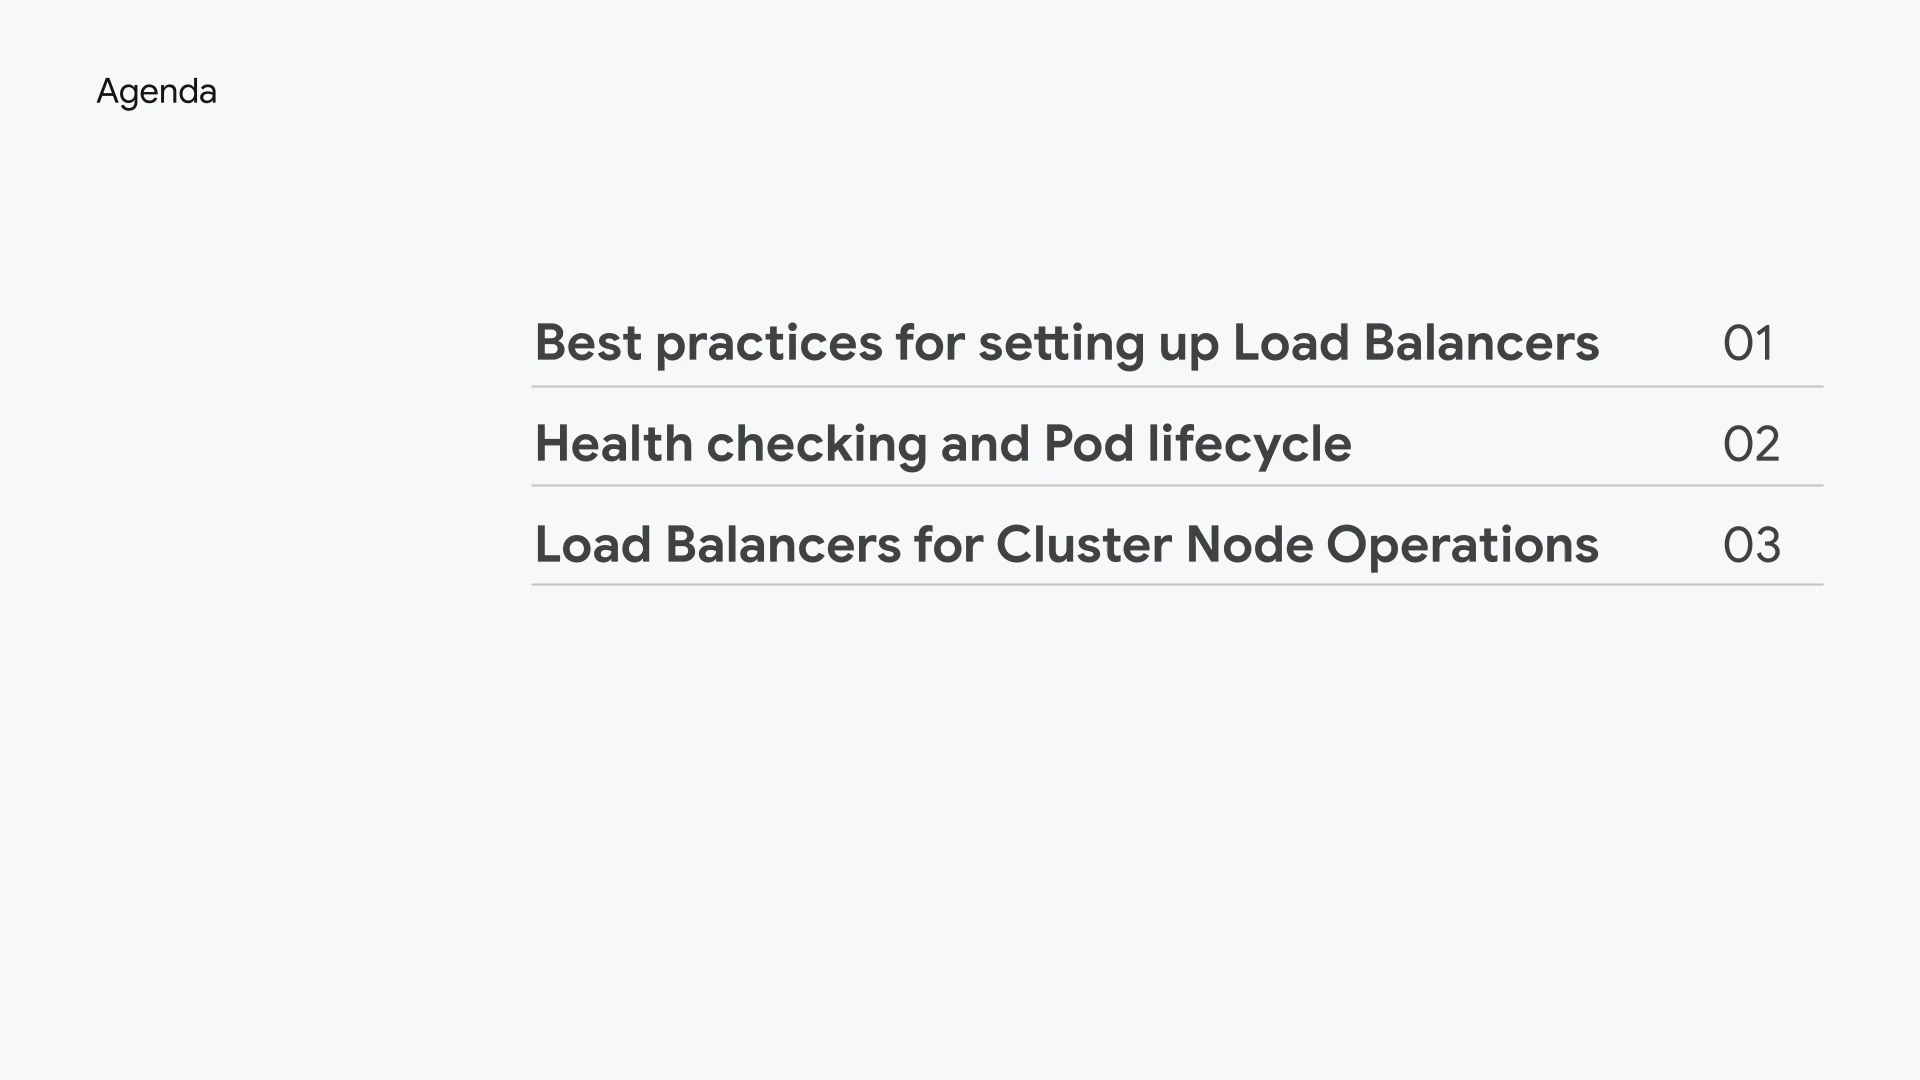 Agenda
Best practices for setting up Load Balancers 01
Health checking and Pod lifecycle 02
Load Balancers for Cluster Node Operations 03